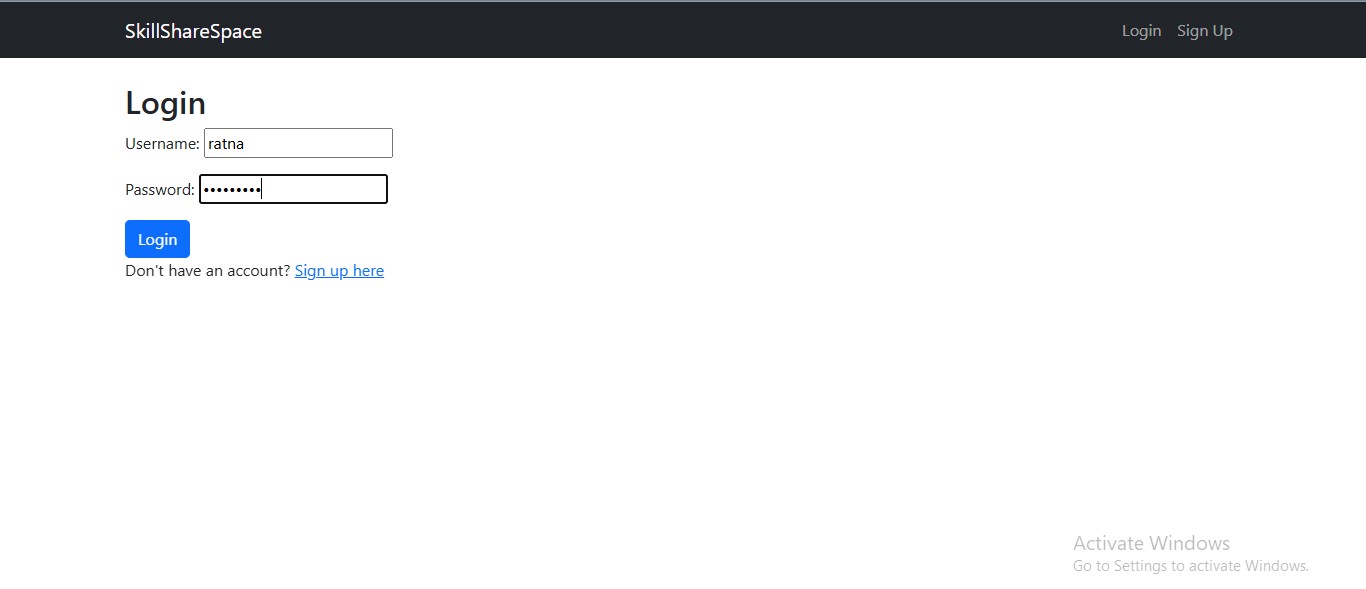 SkillShareSpace Login Sign Up
Login
Username: ratna
Password: •••••••••
Login
Don't have an account? Sign up here
Activate Windows
Go to Settings to activate Windows.